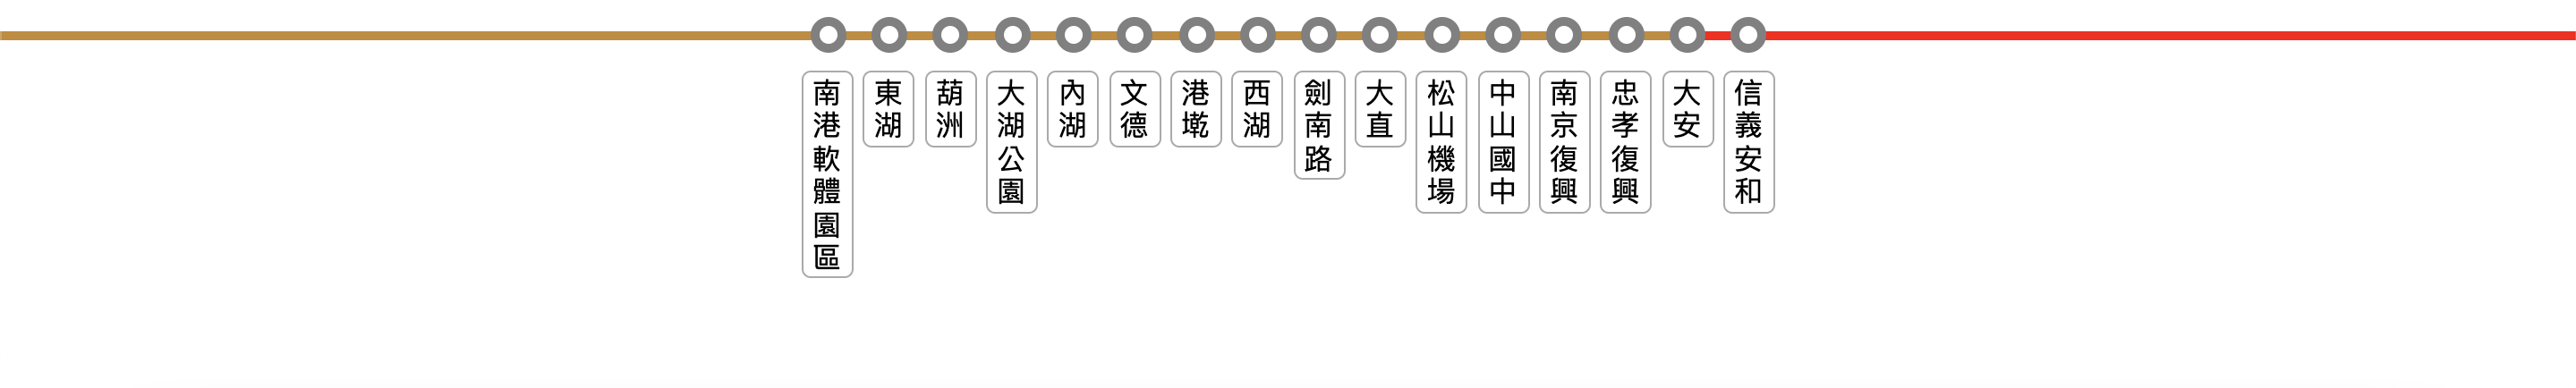 南港軟體園區
東湖
葫洲
大湖公園
內湖
文德
港墘
西湖
劍南路
大直
松山機場
中山國中
南京復興
忠孝復興
大安
信義安和